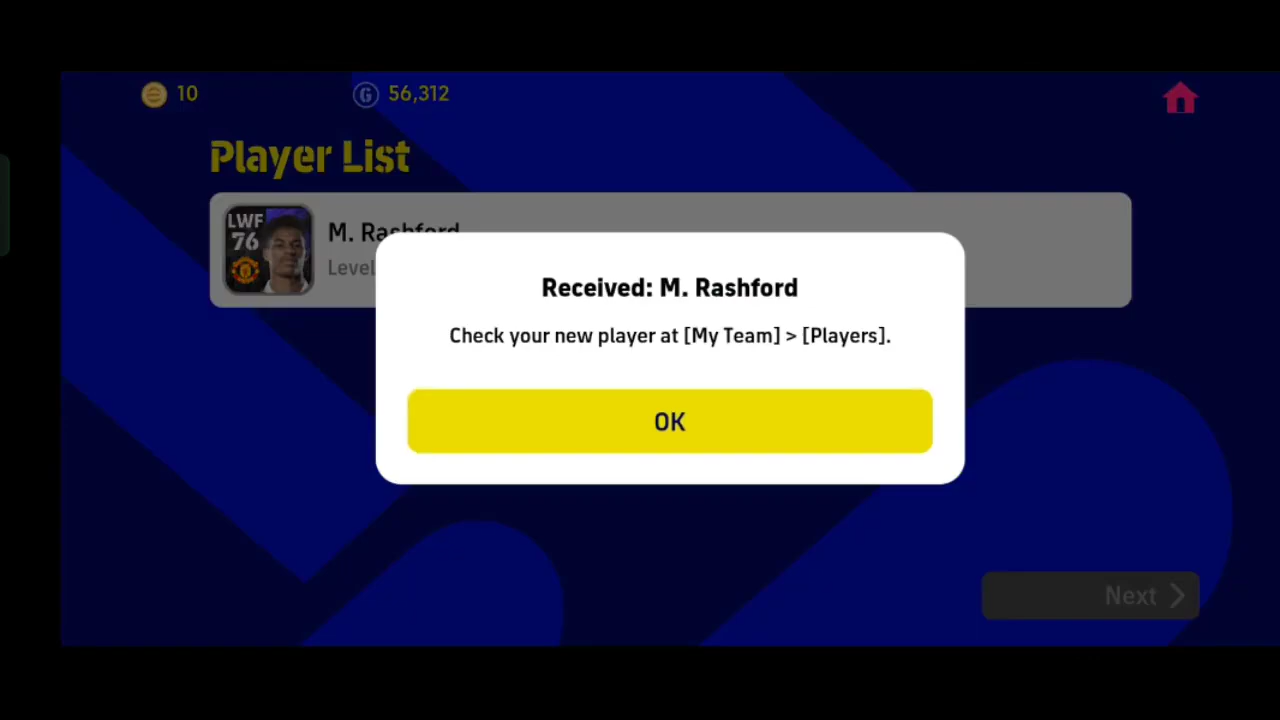 10
G 56,312
Player List
LWF
76
M. Rashford
Level
Received: M. Rashford
Check your new player at [My Team] > [Players].
OK
Next